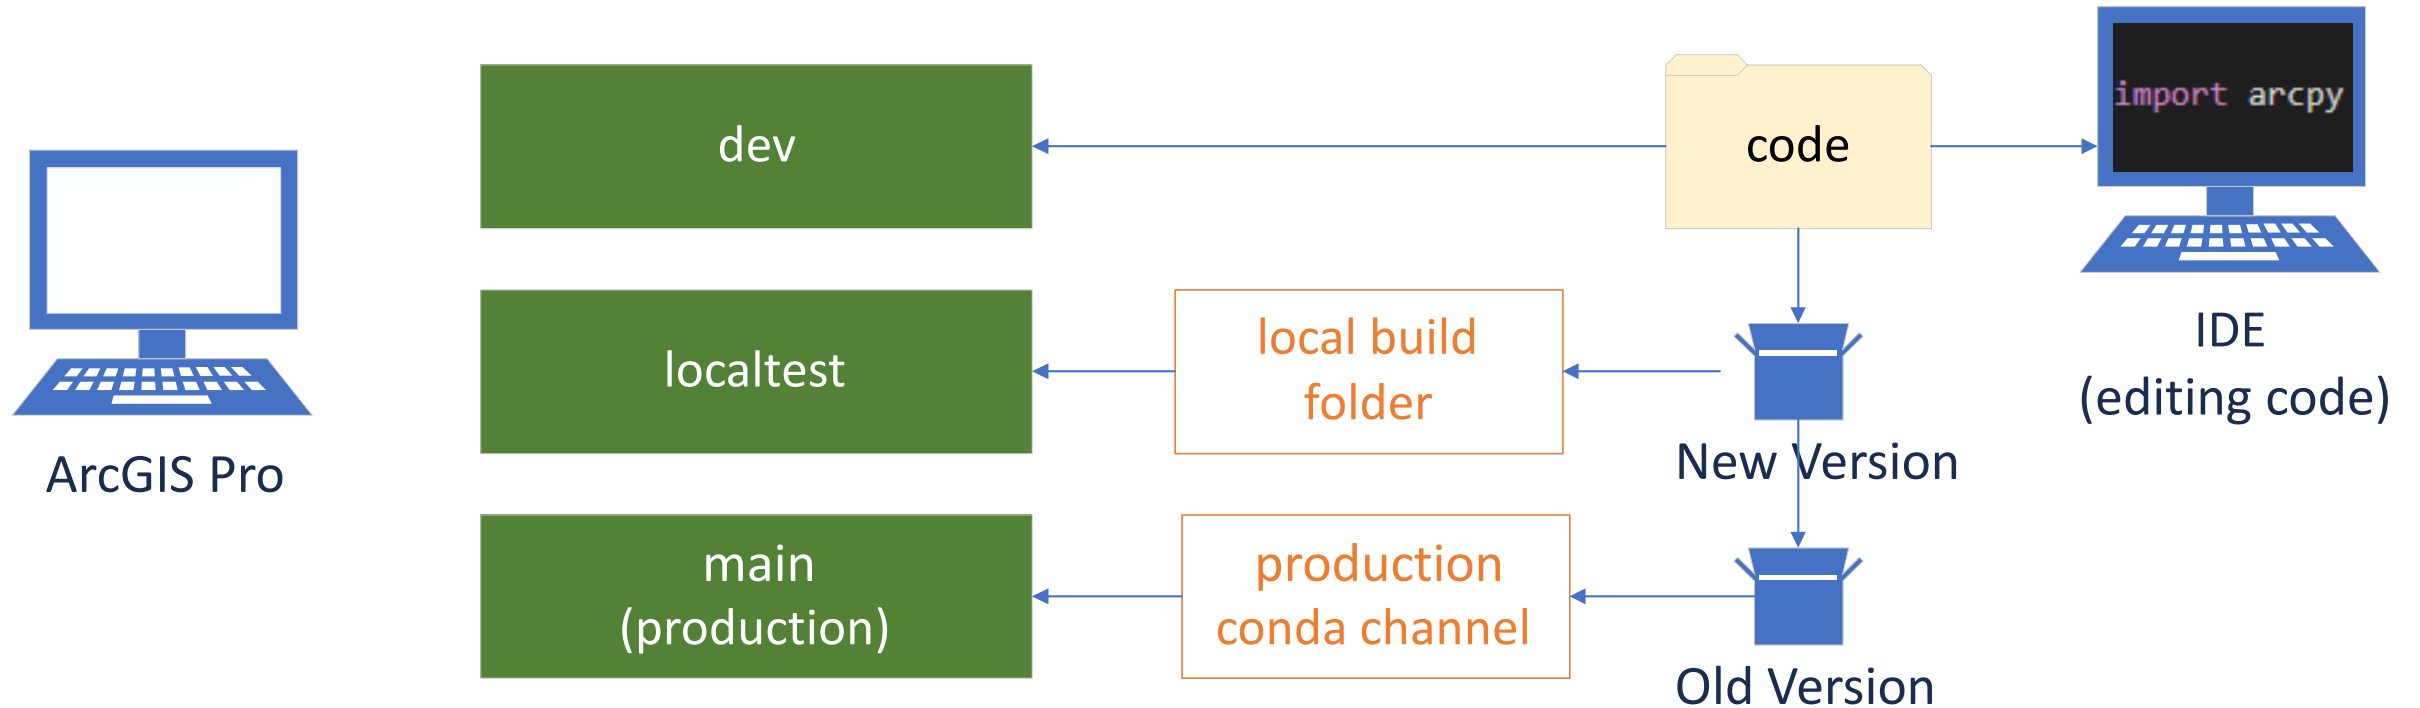 dev
code
import arcpy
localtest
local build
folder
IDE
(editing code)
ArcGIS Pro
New Version
main
(production)
production
conda channel
Old Version